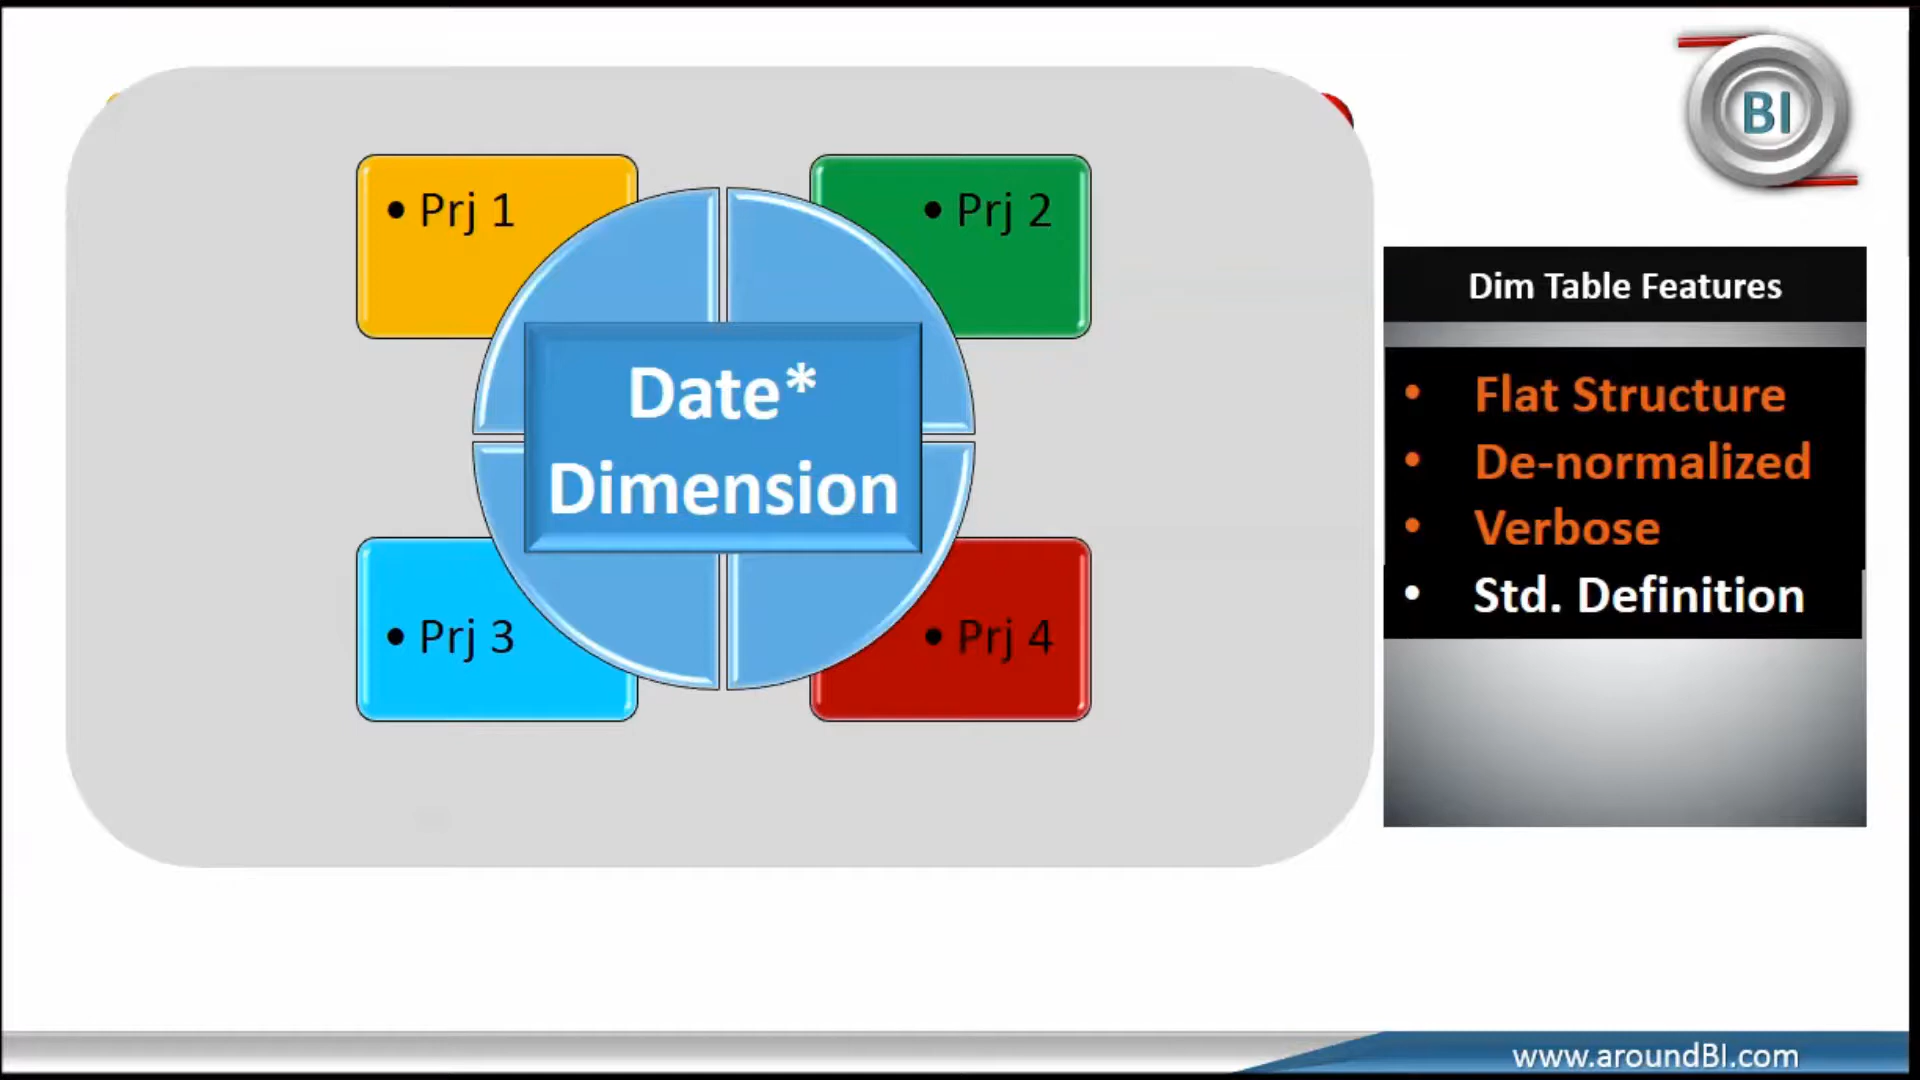 BI
• Prj 1
• Prj 2
Date*
Dimension
• Prj 3
• Prj 4
Dim Table Features
• Flat Structure
• De-normalized
• Verbose
• Std. Definition
www.aroundBI.com